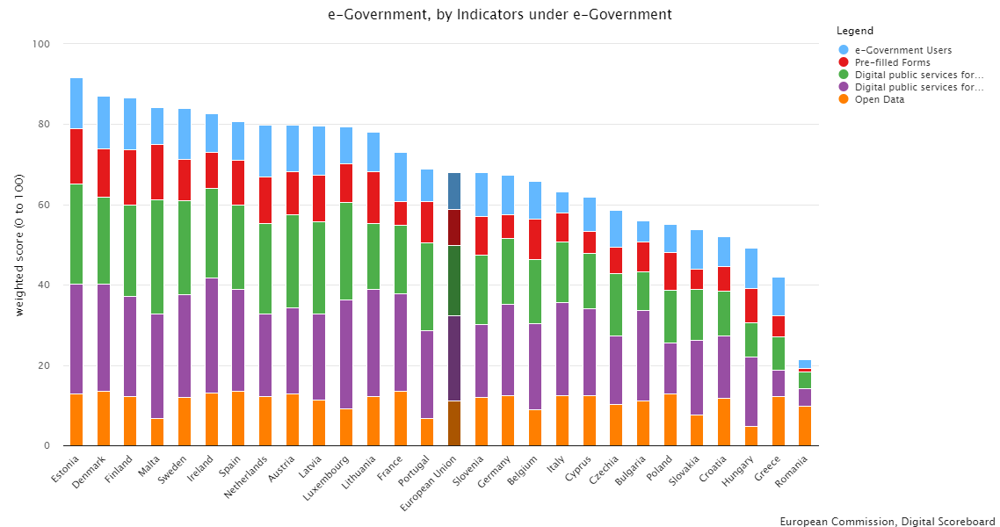 e-Government, by Indicators under e-Government
Legend
e-Government Users
Pre-filled Forms
Digital public services for...
Digital public services for...
Open Data
weighted score (0 to 100)
100
80
60
40
20
0
Estonia
Denmark
Finland
Malta
Sweden
Ireland
Spain
Netherlands
Austria
Latvia
Luxembourg
Lithuania
France
Portugal
European Union
Slovenia
Germany
Belgium
Italy
Cyprus
Czechia
Bulgaria
Poland
Slovakia
Croatia
Hungary
Greece
Romania
European Commission, Digital Scoreboard